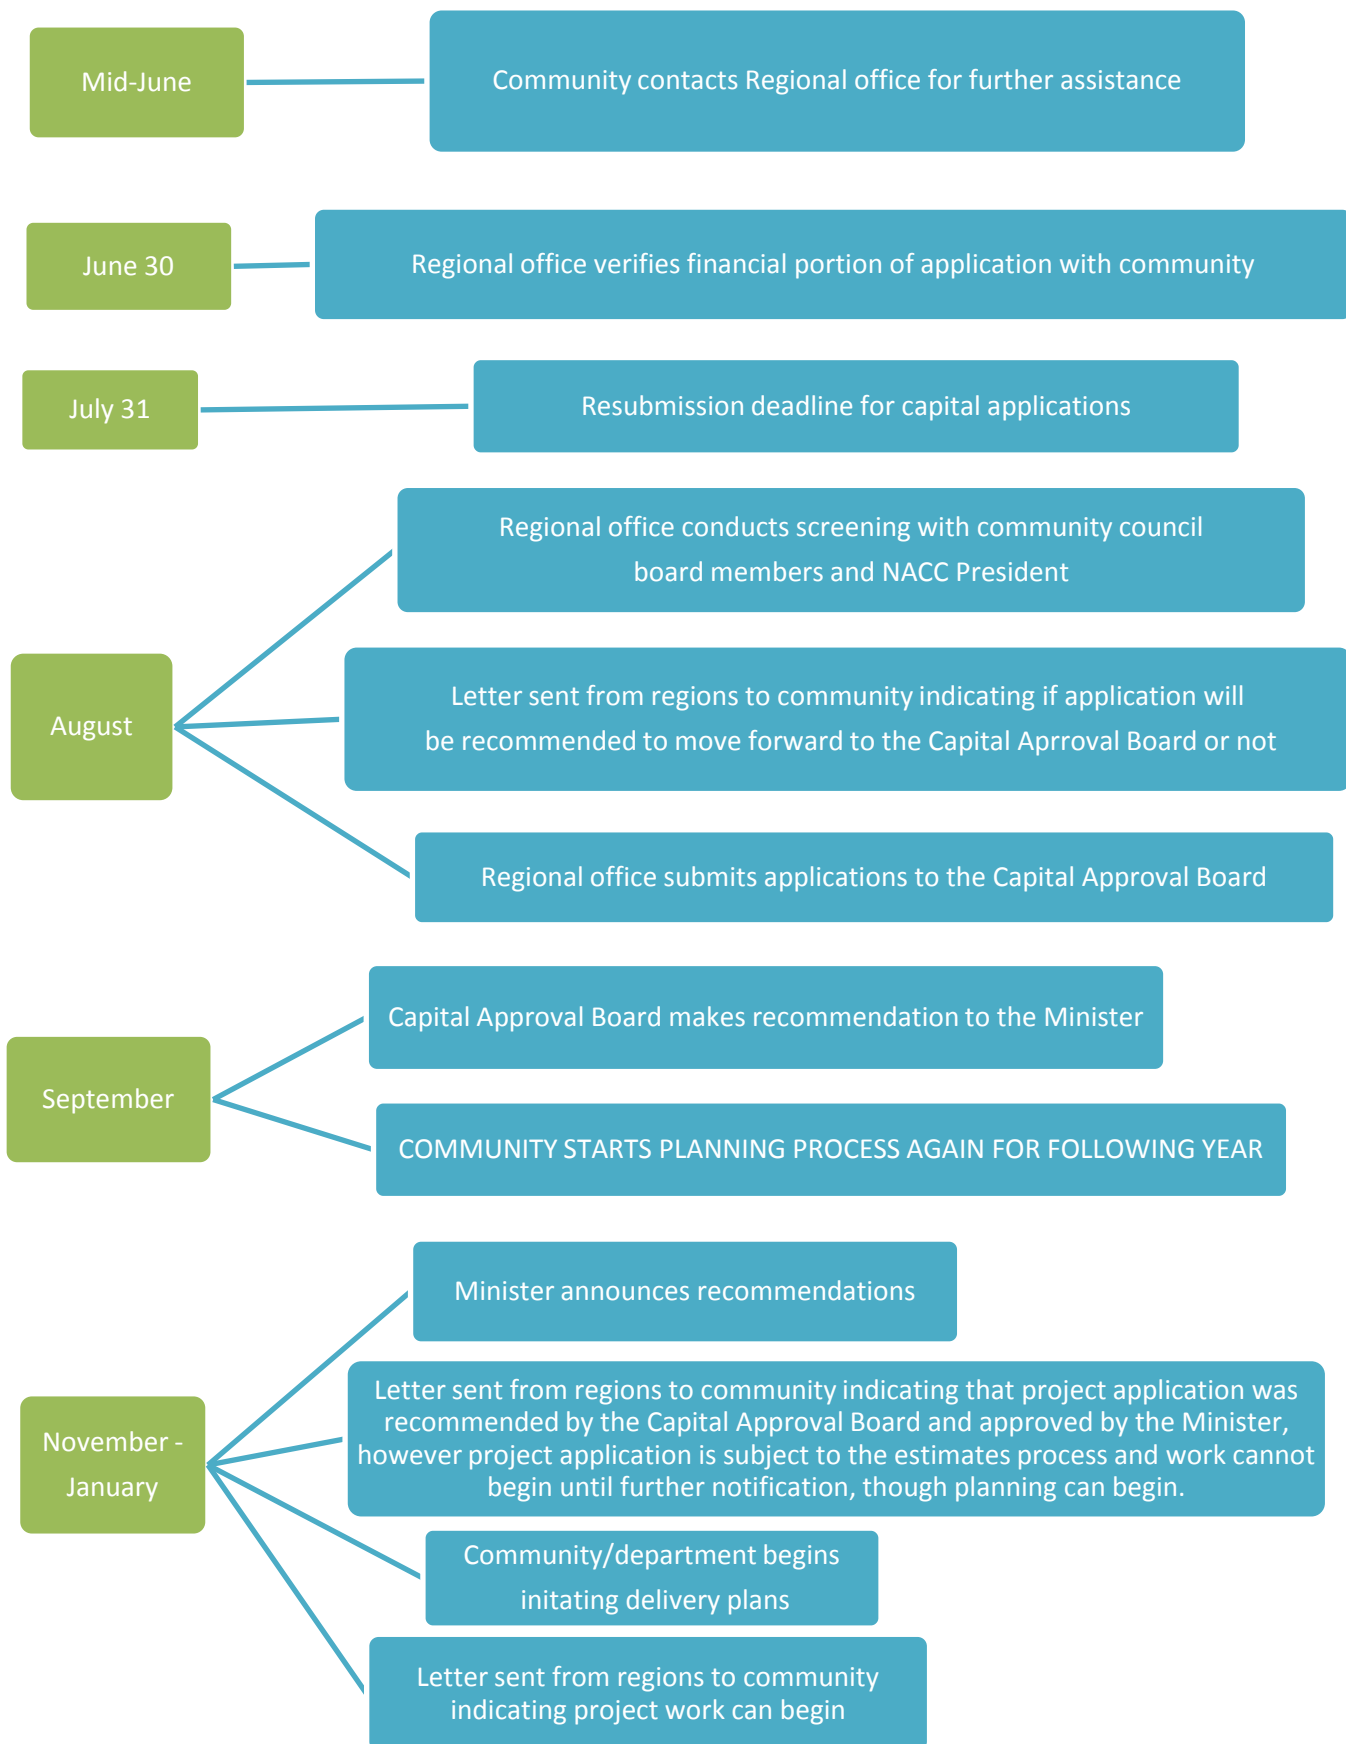 Mid-June
Community contacts Regional office for further assistance
June 30
Regional office verifies financial portion of application with community
July 31
Resubmission deadline for capital applications
August
Regional office conducts screening with community council
board members and NACC President
Letter sent from regions to community indicating if application will
be recommended to move forward to the Capital Aprroval Board or not
Regional office submits applications to the Capital Approval Board
September
Capital Approval Board makes recommendation to the Minister
COMMUNITY STARTS PLANNING PROCESS AGAIN FOR FOLLOWING YEAR
November -
January
Minister announces recommendations
Letter sent from regions to community indicating that project application was
recommended by the Capital Approval Board and approved by the Minister,
however project application is subject to the estimates process and work cannot
begin until further notification, though planning can begin.
Community/department begins
initating delivery plans
Letter sent from regions to community
indicating project work can begin